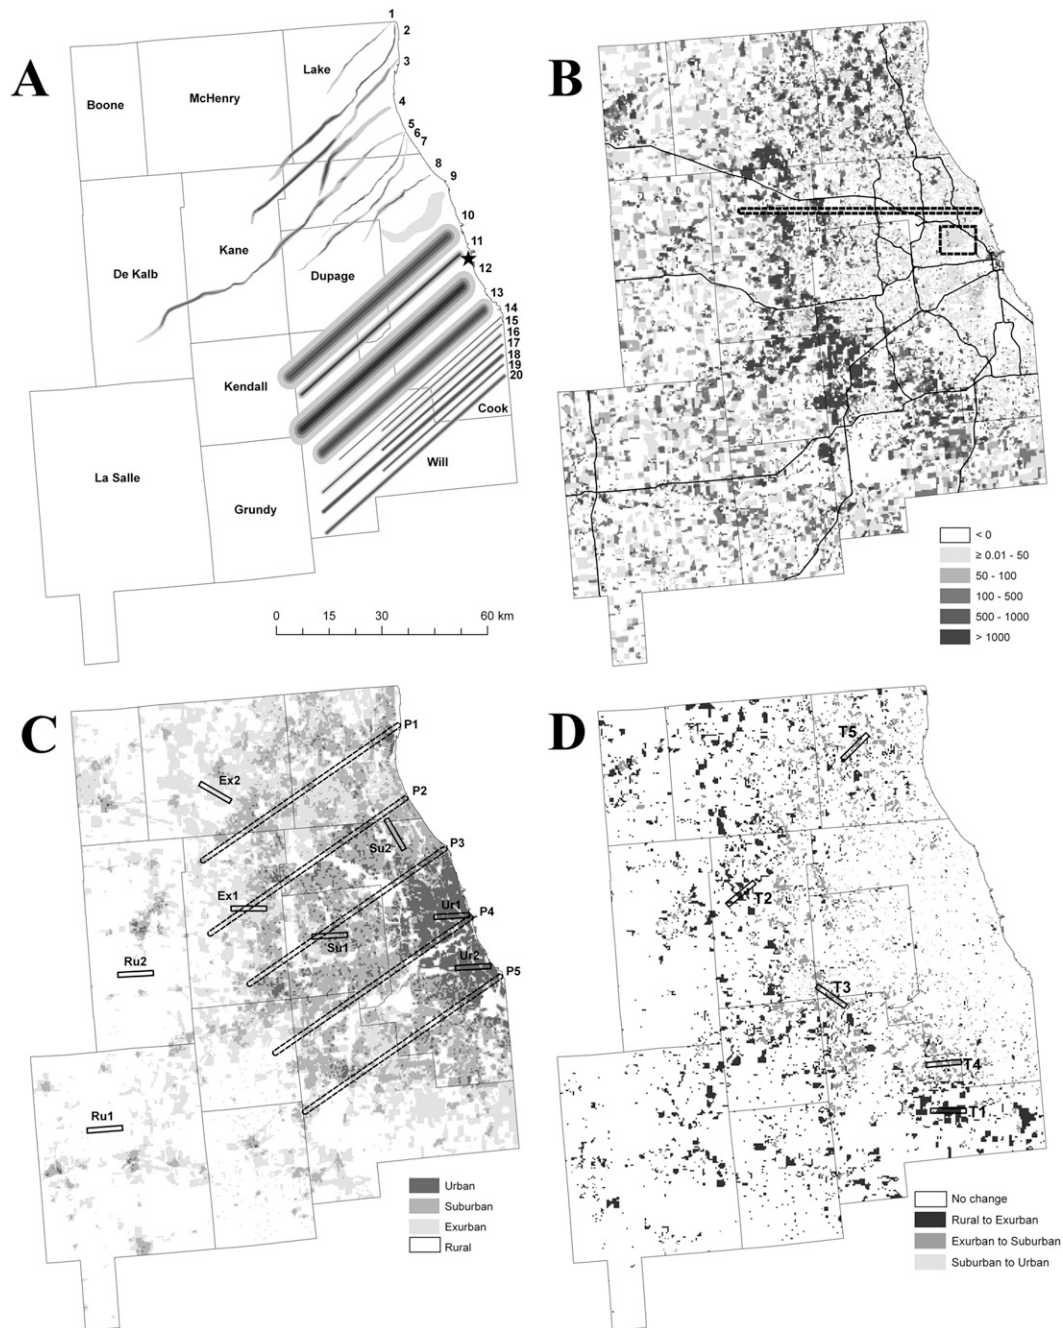 A
1
2
3
4
5
6
7
8
9
10
11
12
13
14
15
16
17
18
19
20
Boone
McHenry
Lake
De Kalb
Kane
Dupage
Kendall
Cook
La Salle
Will
Grundy
0 15 30 60 km
B
< 0
≥ 0.01 - 50
50 - 100
100 - 500
500 - 1000
> 1000
C
P1
Ex2
P2
Su2
P3
Ex1
Ur1
P4
Su1
Ru2
Ur2
P5
Ru1
Urban
Suburban
Exurban
Rural
D
T5
T2
T3
T4
T1
No change
Rural to Exurban
Exurban to Suburban
Suburban to Urban